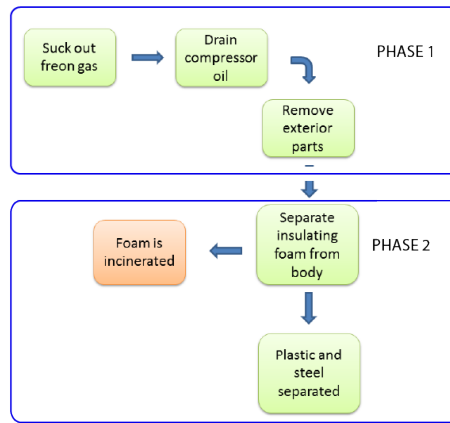 Suck out
freon gas
Drain
compressor
oil
PHASE 1
Remove
exterior
parts
Separate
insulating
foam from
body
PHASE 2
Foam is
incinerated
Plastic and
steel
separated